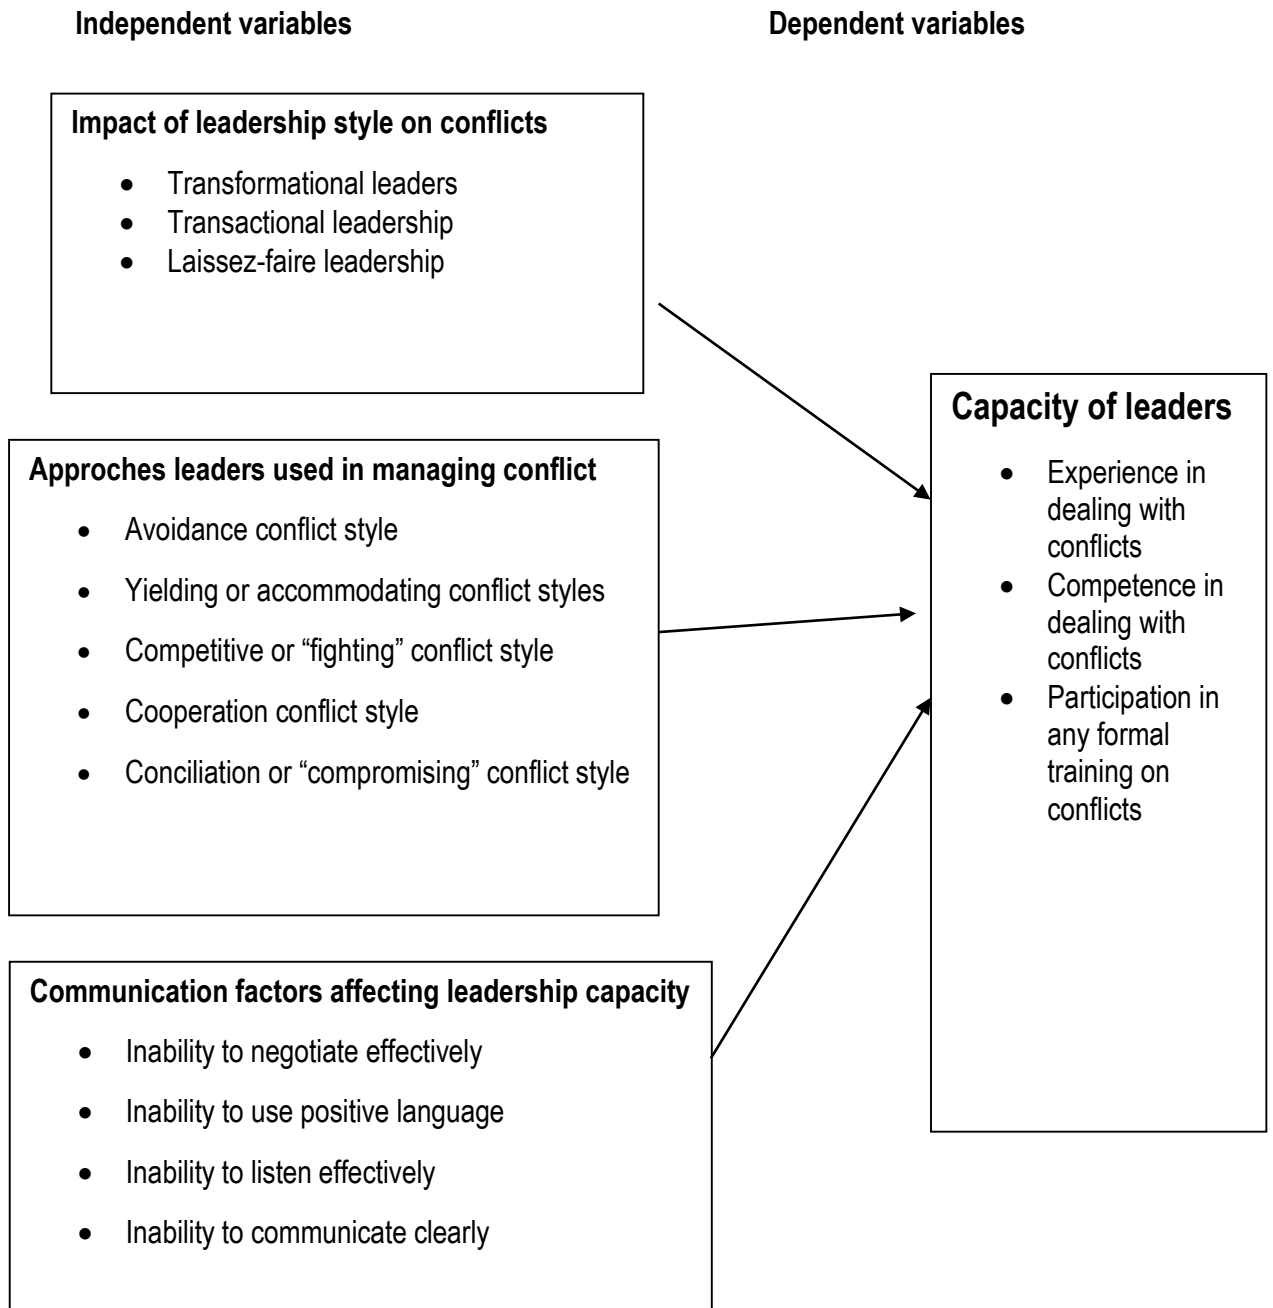 Independent variables
Dependent variables
Impact of leadership style on conflicts
• Transformational leaders
• Transactional leadership
• Laissez-faire leadership
Approches leaders used in managing conflict
• Avoidance conflict style
• Yielding or accommodating conflict styles
• Competitive or “fighting” conflict style
• Cooperation conflict style
• Conciliation or “compromising” conflict style
Communication factors affecting leadership capacity
• Inability to negotiate effectively
• Inability to use positive language
• Inability to listen effectively
• Inability to communicate clearly
Capacity of leaders
• Experience in
dealing with
conflicts
• Competence in
dealing with
conflicts
• Participation in
any formal
training on
conflicts